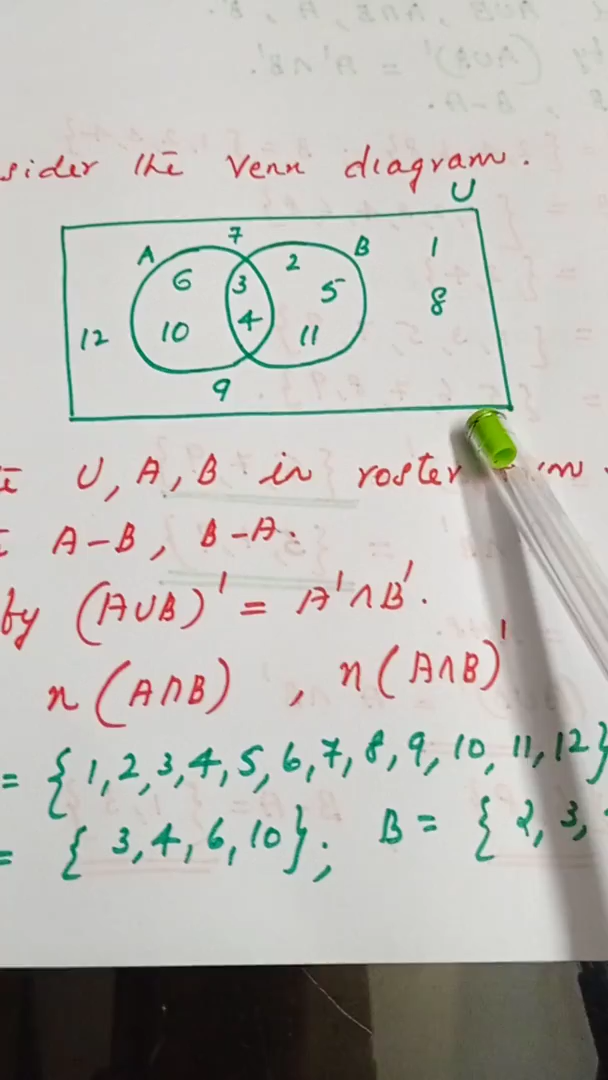 sider the Venn diagram.
U
7
A B
6 3 2 1
5
8
10 4 11
12
9
U, A, B in roster
A-B, B-A.
by (A∪B)' = A'∩B'.
n(A∩B), n(A∩B)'
= {1,2,3,4,5,6,7,8,9,10,11,12}
= {3,4,6,10}; B = {2,3,